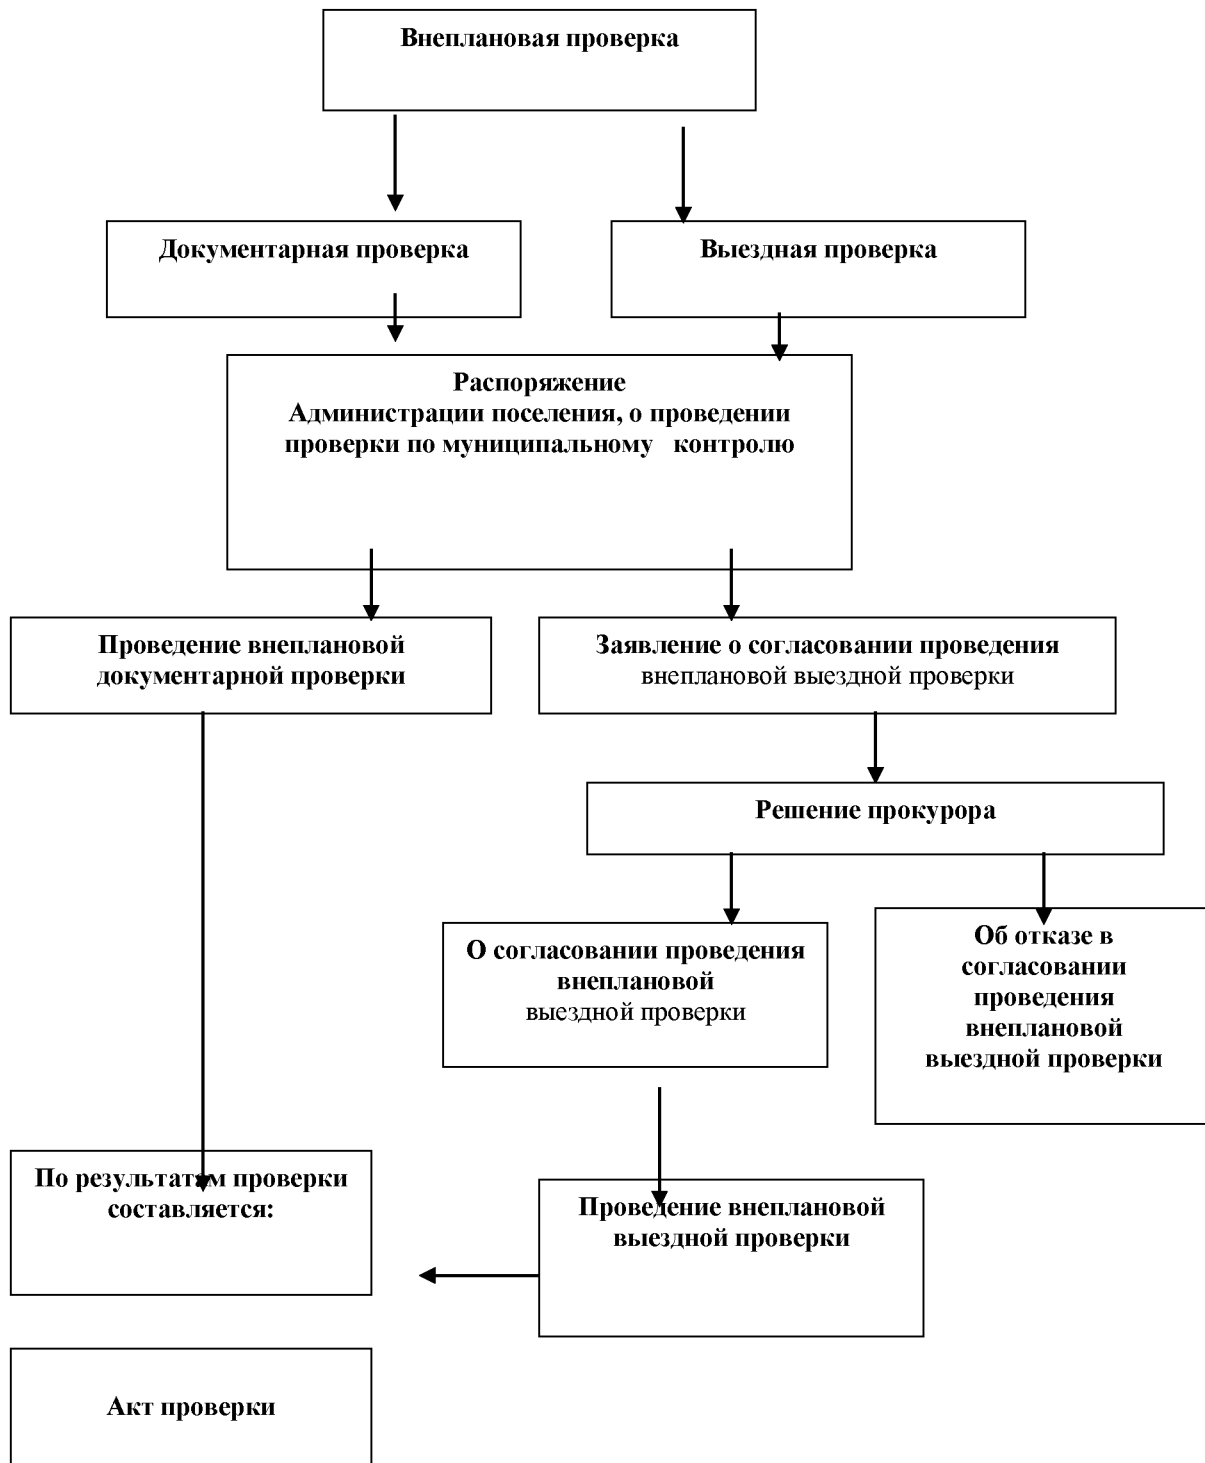 Внеплановая проверка
Документарная проверка
Выездная проверка
Распоряжение
Администрации поселения, о проведении
проверки по муниципальному контролю
Проведение внеплановой
документарной проверки
Заявление о согласовании проведения
внеплановой выездной проверки
Решение прокурора
О согласовании проведения
внеплановой
выездной проверки
Об отказе в
согласовании
проведения
внеплановой
выездной проверки
По результатам проверки
составляется:
Проведение внеплановой
выездной проверки
Акт проверки